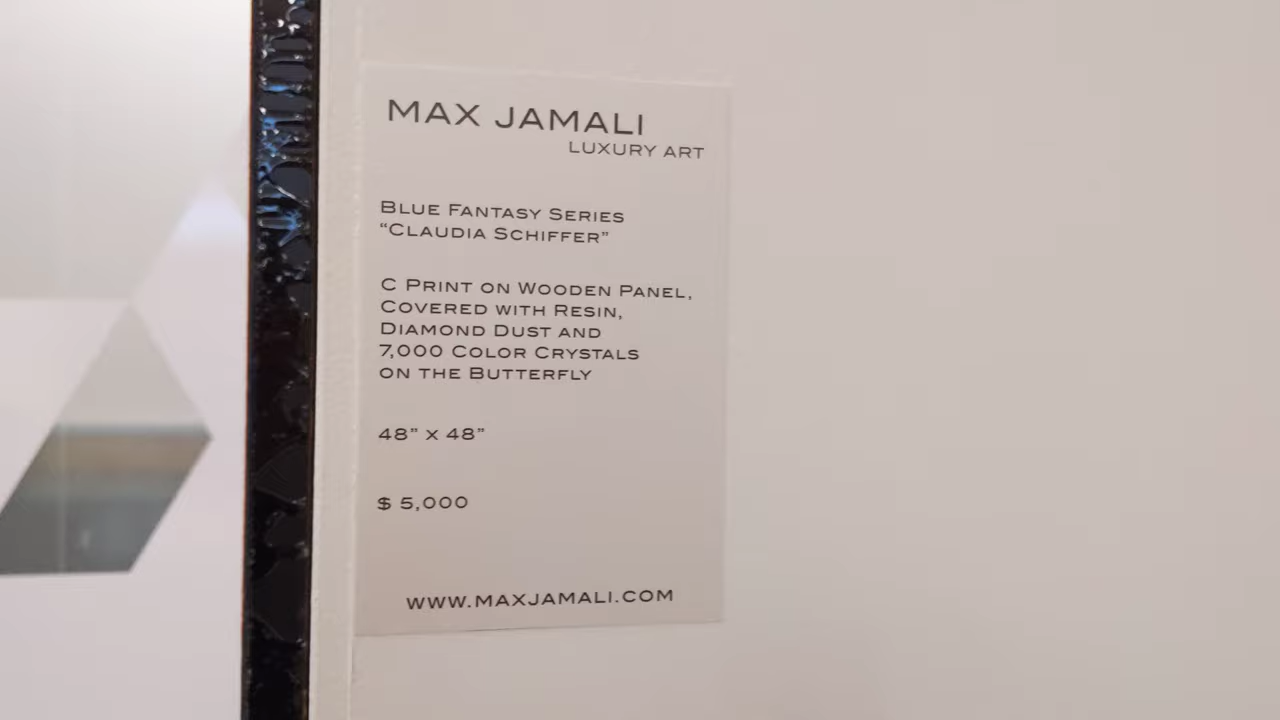 MAX JAMALI
LUXURY ART
BLUE FANTASY SERIES
“CLAUDIA SCHIFFER”
C PRINT ON WOODEN PANEL,
COVERED WITH RESIN,
DIAMOND DUST AND
7,000 COLOR CRYSTALS
ON THE BUTTERFLY
48” X 48”
$ 5,000
WWW.MAXJAMALI.COM